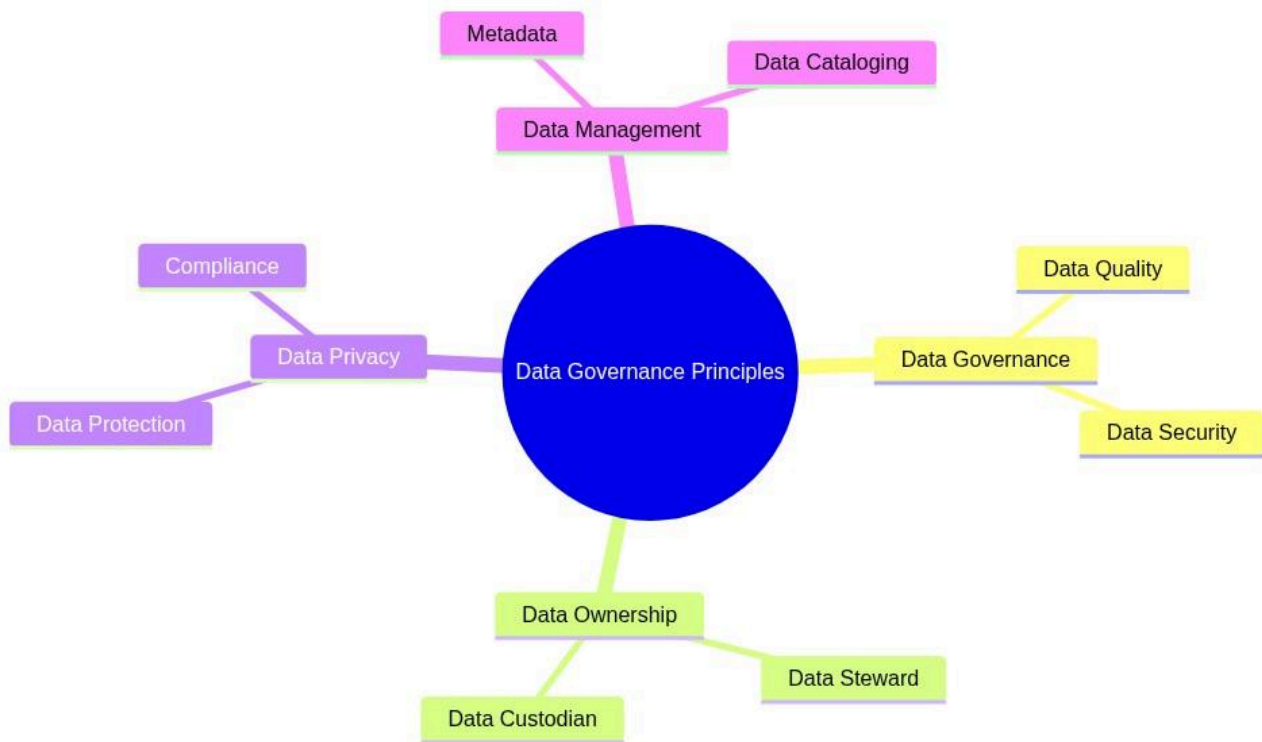 Metadata
Data Cataloging
Data Management
Compliance
Data Quality
Data Privacy
Data Governance Principles
Data Governance
Data Protection
Data Security
Data Ownership
Data Steward
Data Custodian